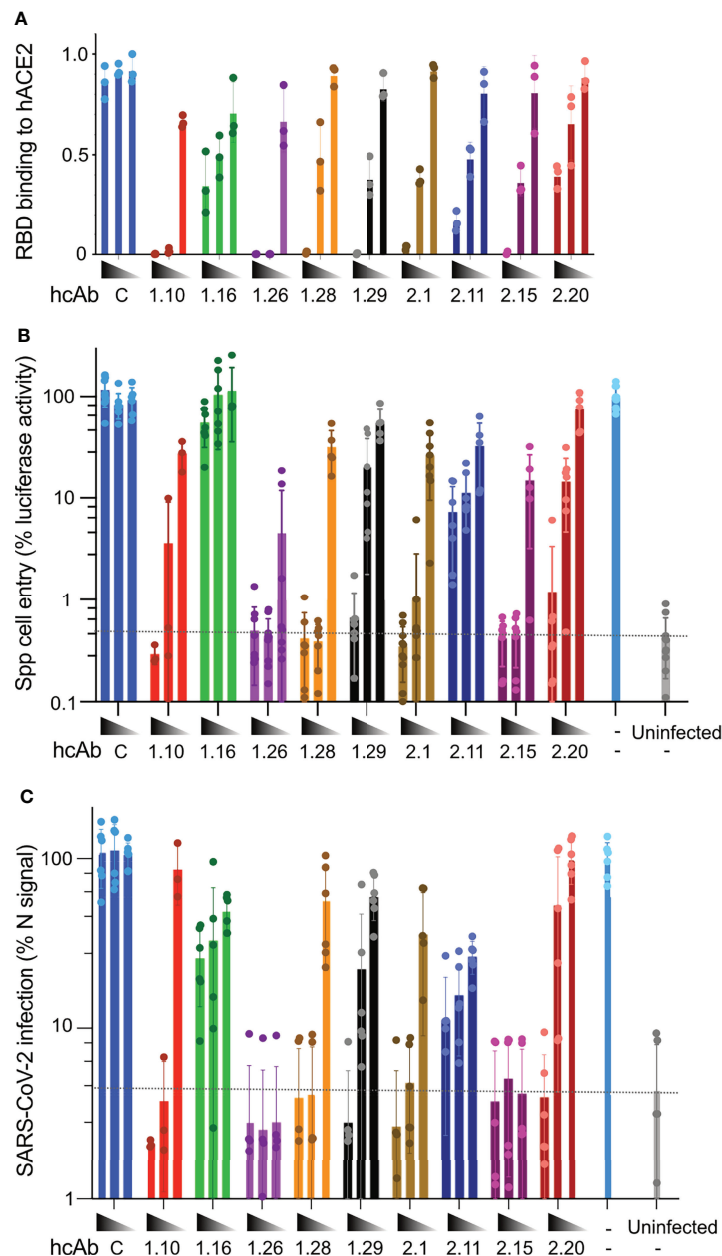 A
RBD binding to hACE2
1.0
0.5
0
hcAb C 1.10 1.16 1.26 1.28 1.29 2.1 2.11 2.15 2.20
B
Spp cell entry (% luciferase activity)
100
10
1
0.1
- Uninfected
hcAb C 1.10 1.16 1.26 1.28 1.29 2.1 2.11 2.15 2.20 - -
C
SARS-CoV-2 infection (% N signal)
100
10
1
- Uninfected
hcAb C 1.10 1.16 1.26 1.28 1.29 2.1 2.11 2.15 2.20 - -